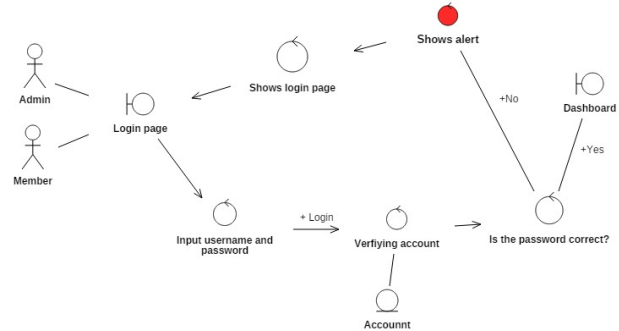 Shows alert
Shows login page
Admin
+No
Dashboard
Login page
+Yes
Member
+ Login
Input username and
password
Verfiying account
Is the password correct?
Accounnt